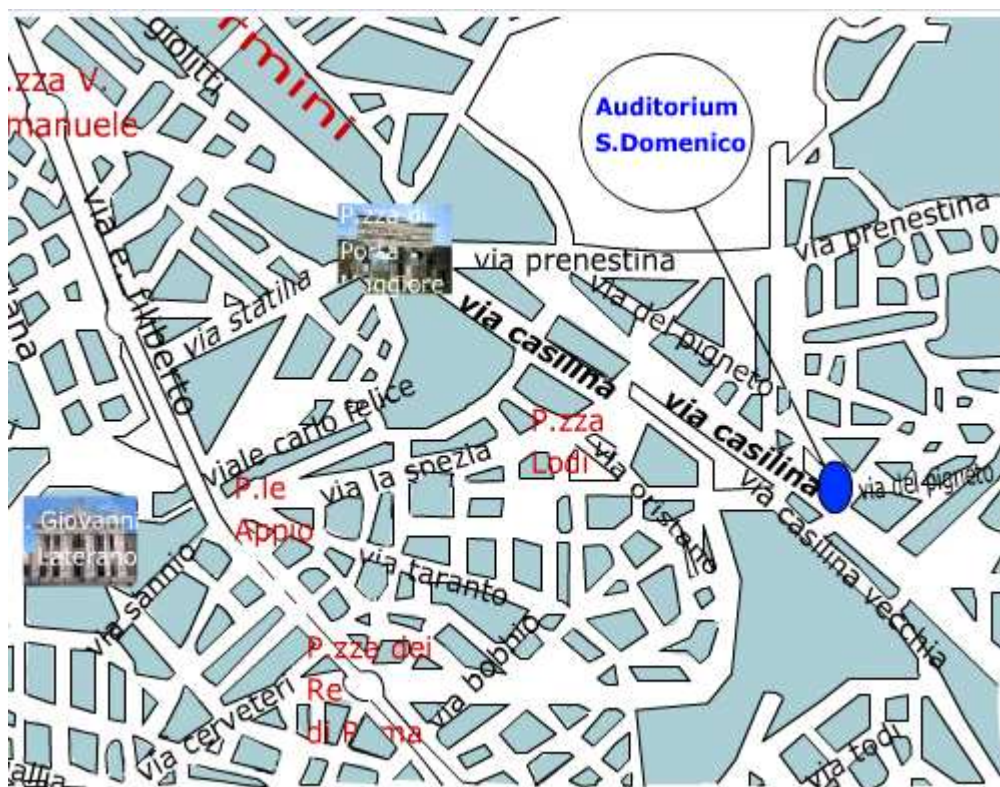 giolitti
rmini
.zza V.
manuele
Auditorium
S.Domenico
P.zza di
Porta
Maggiore
via prenestina
via prenestina
via e. filiberto
via statilia
via del pigneto
via casilina
via casilina
viale carlo felice
P.zza
Lodi
via la spezia
P.le
Appio
via oristano
via del pigneto
via casilina vecchia
Giovanni
Laterano
via sannio
via taranto
via bobbio
P.zza dei
Re
di Roma
via cerveteri
via todi